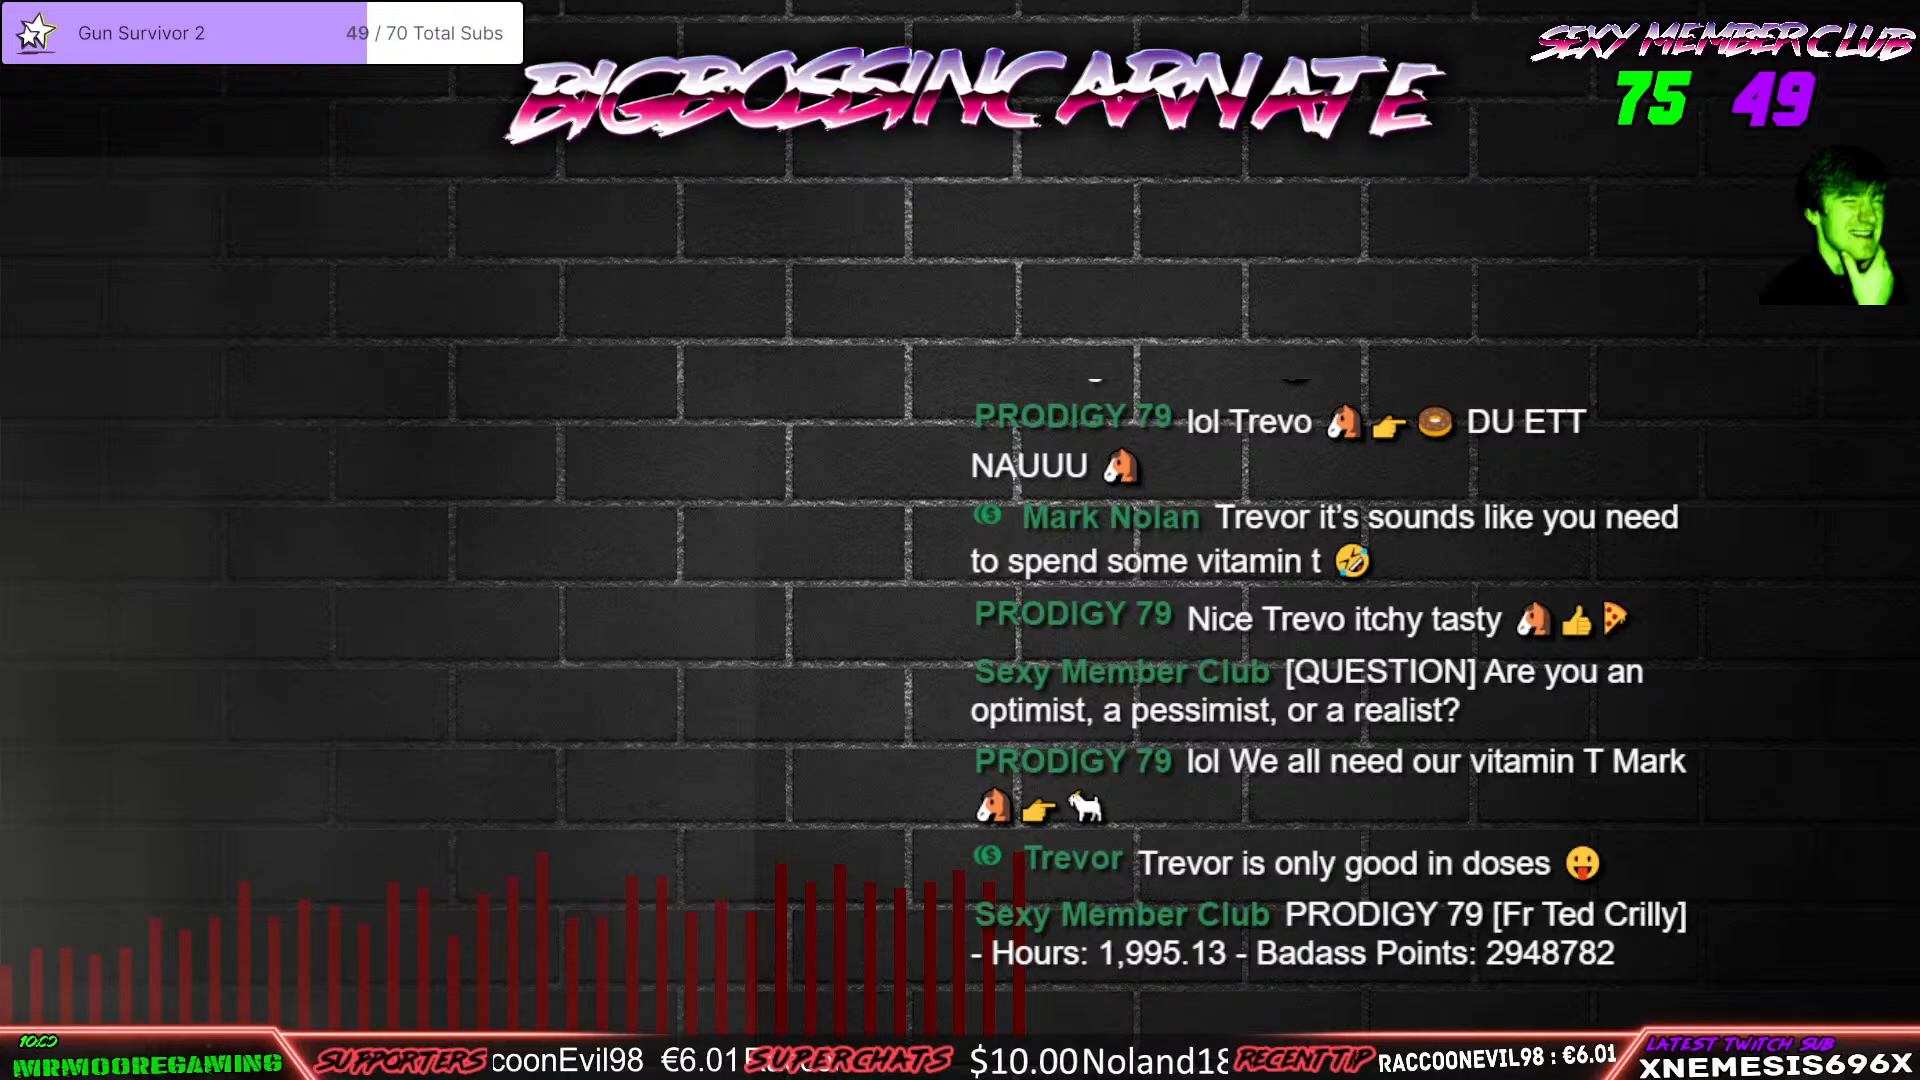 Gun Survivor 2
49 / 70 Total Subs
BIGBOSSINCARNATE
SEXY MEMBER CLUB
75 49
PRODIGY 79 lol Trevo 🐴👉🍩 DU ETT
NAUUU 🐴
Mark Nolan Trevor it's sounds like you need
to spend some vitamin t 🤣
PRODIGY 79 Nice Trevo itchy tasty 🐴👍🍕
Sexy Member Club [QUESTION] Are you an
optimist, a pessimist, or a realist?
PRODIGY 79 lol We all need our vitamin T Mark
🐴👉🐐
Trevor Trevor is only good in doses 😛
Sexy Member Club PRODIGY 79 [Fr Ted Crilly]
- Hours: 1,995.13 - Badass Points: 2948782
MRMOOREGAMING
SUPPORTERS coonEvil98 €6.01
SUPERCHATS $10.00 Noland18
RECENT TIP RACCOONEVIL98 : €6.01
LATEST TWITCH SUB
XNEMESIS696X